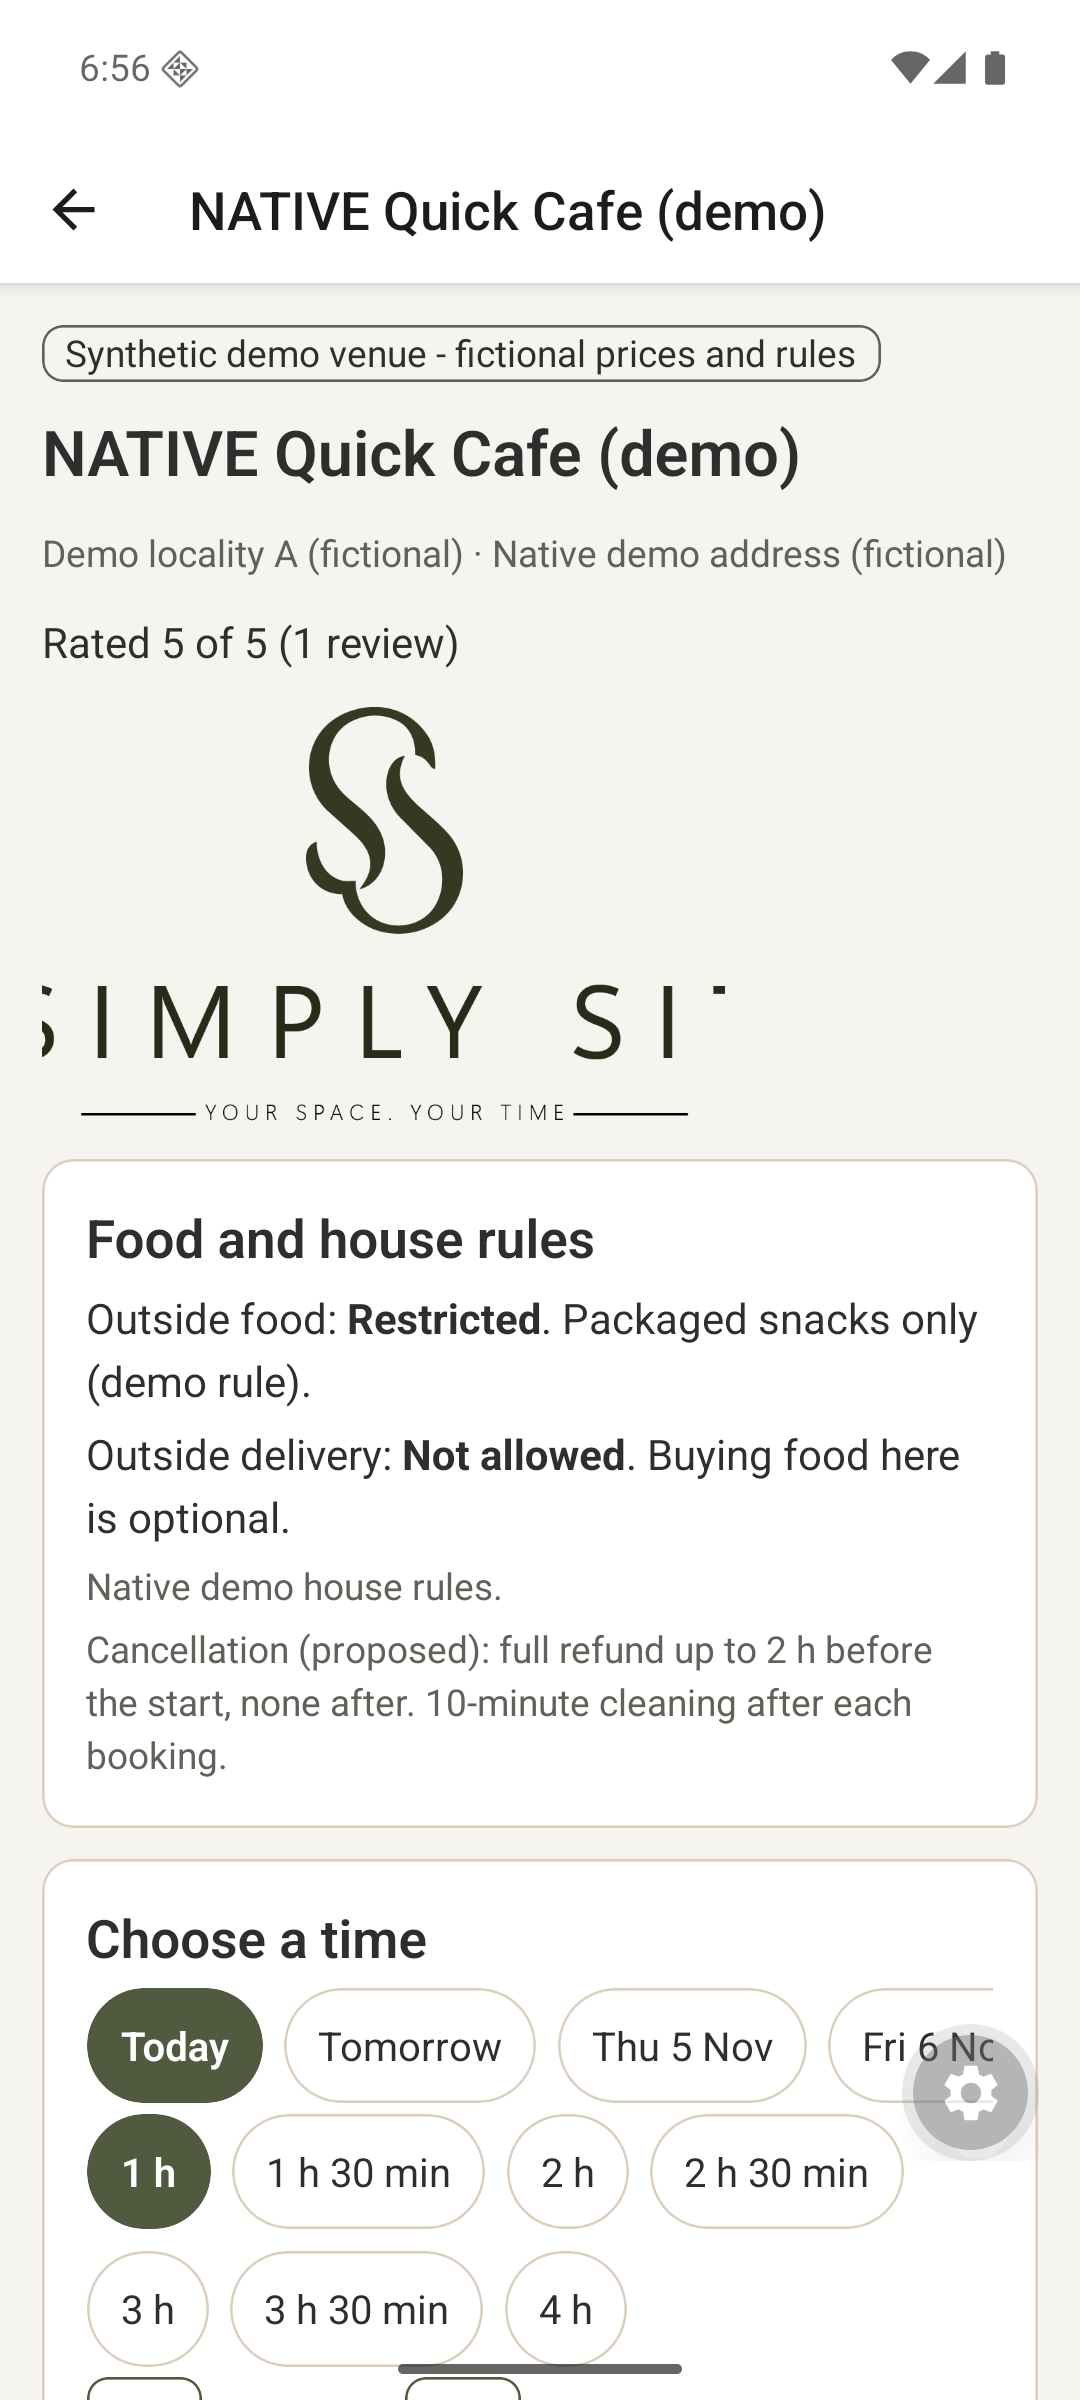 6:56
NATIVE Quick Cafe (demo)
Synthetic demo venue - fictional prices and rules
NATIVE Quick Cafe (demo)
Demo locality A (fictional) · Native demo address (fictional)
Rated 5 of 5 (1 review)
SIMPLY SI
YOUR SPACE. YOUR TIME
Food and house rules
Outside food: Restricted. Packaged snacks only
(demo rule).
Outside delivery: Not allowed. Buying food here
is optional.
Native demo house rules.
Cancellation (proposed): full refund up to 2 h before
the start, none after. 10-minute cleaning after each
booking.
Choose a time
Today Tomorrow Thu 5 Nov Fri 6 No
1 h 1 h 30 min 2 h 2 h 30 min
3 h 3 h 30 min 4 h